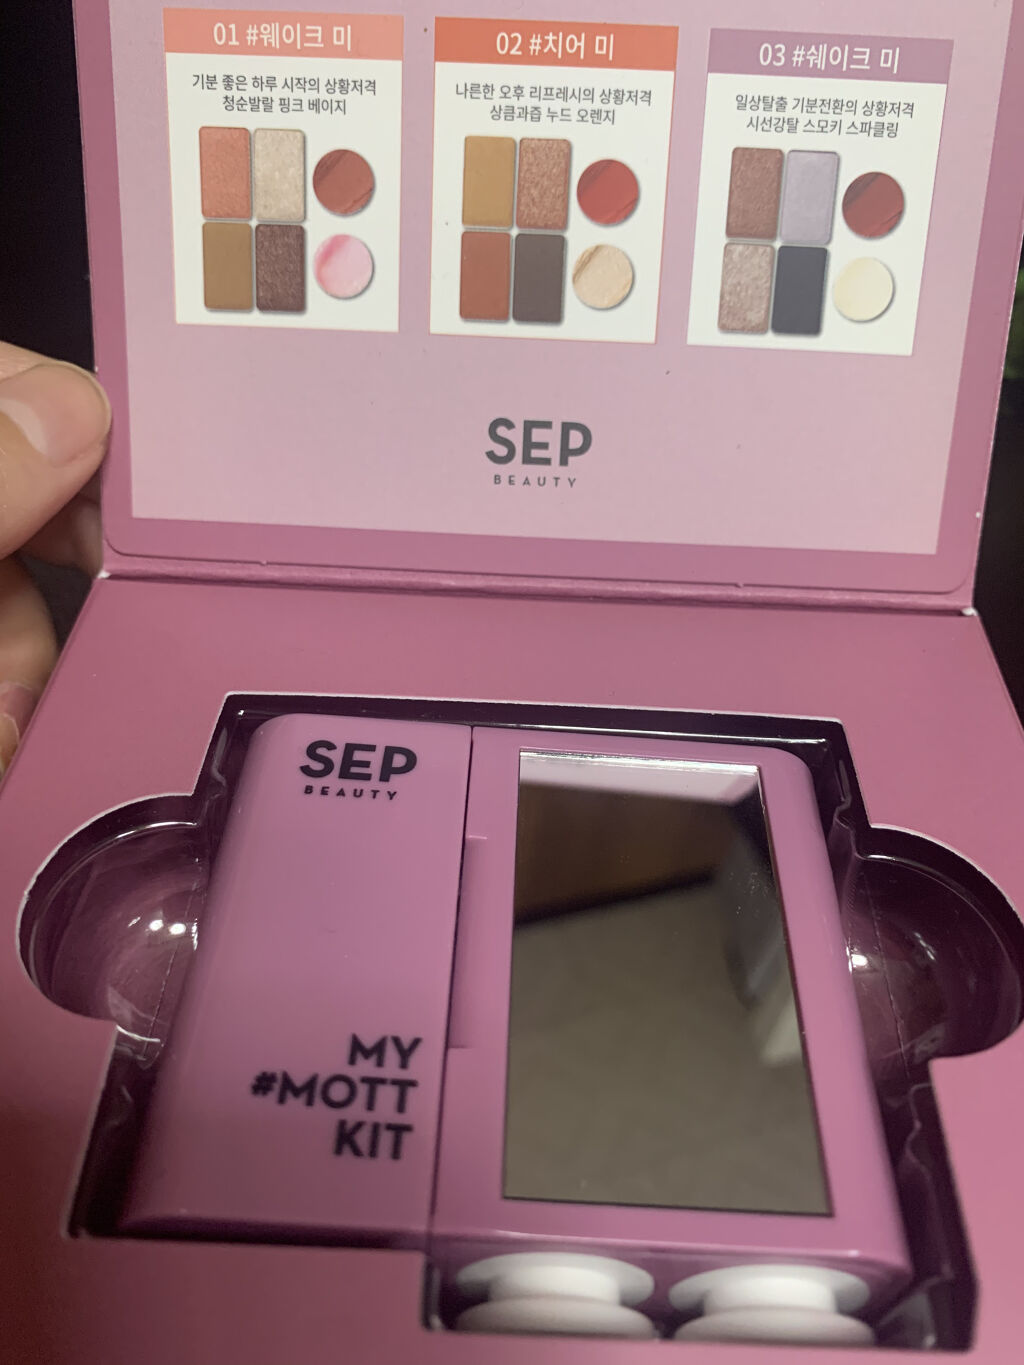 01 #웨이크 미
기분 좋은 하루 시작의 상황저격
청순발랄 핑크 베이지
02 #치어 미
나른한 오후 리프레시의 상황저격
상큼과즙 누드 오렌지
03 #쉐이크 미
일상탈출 기분전환의 상황저격
시선강탈 스모키 스파클링
SEP
BEAUTY
SEP
BEAUTY
MY
#MOTT
KIT